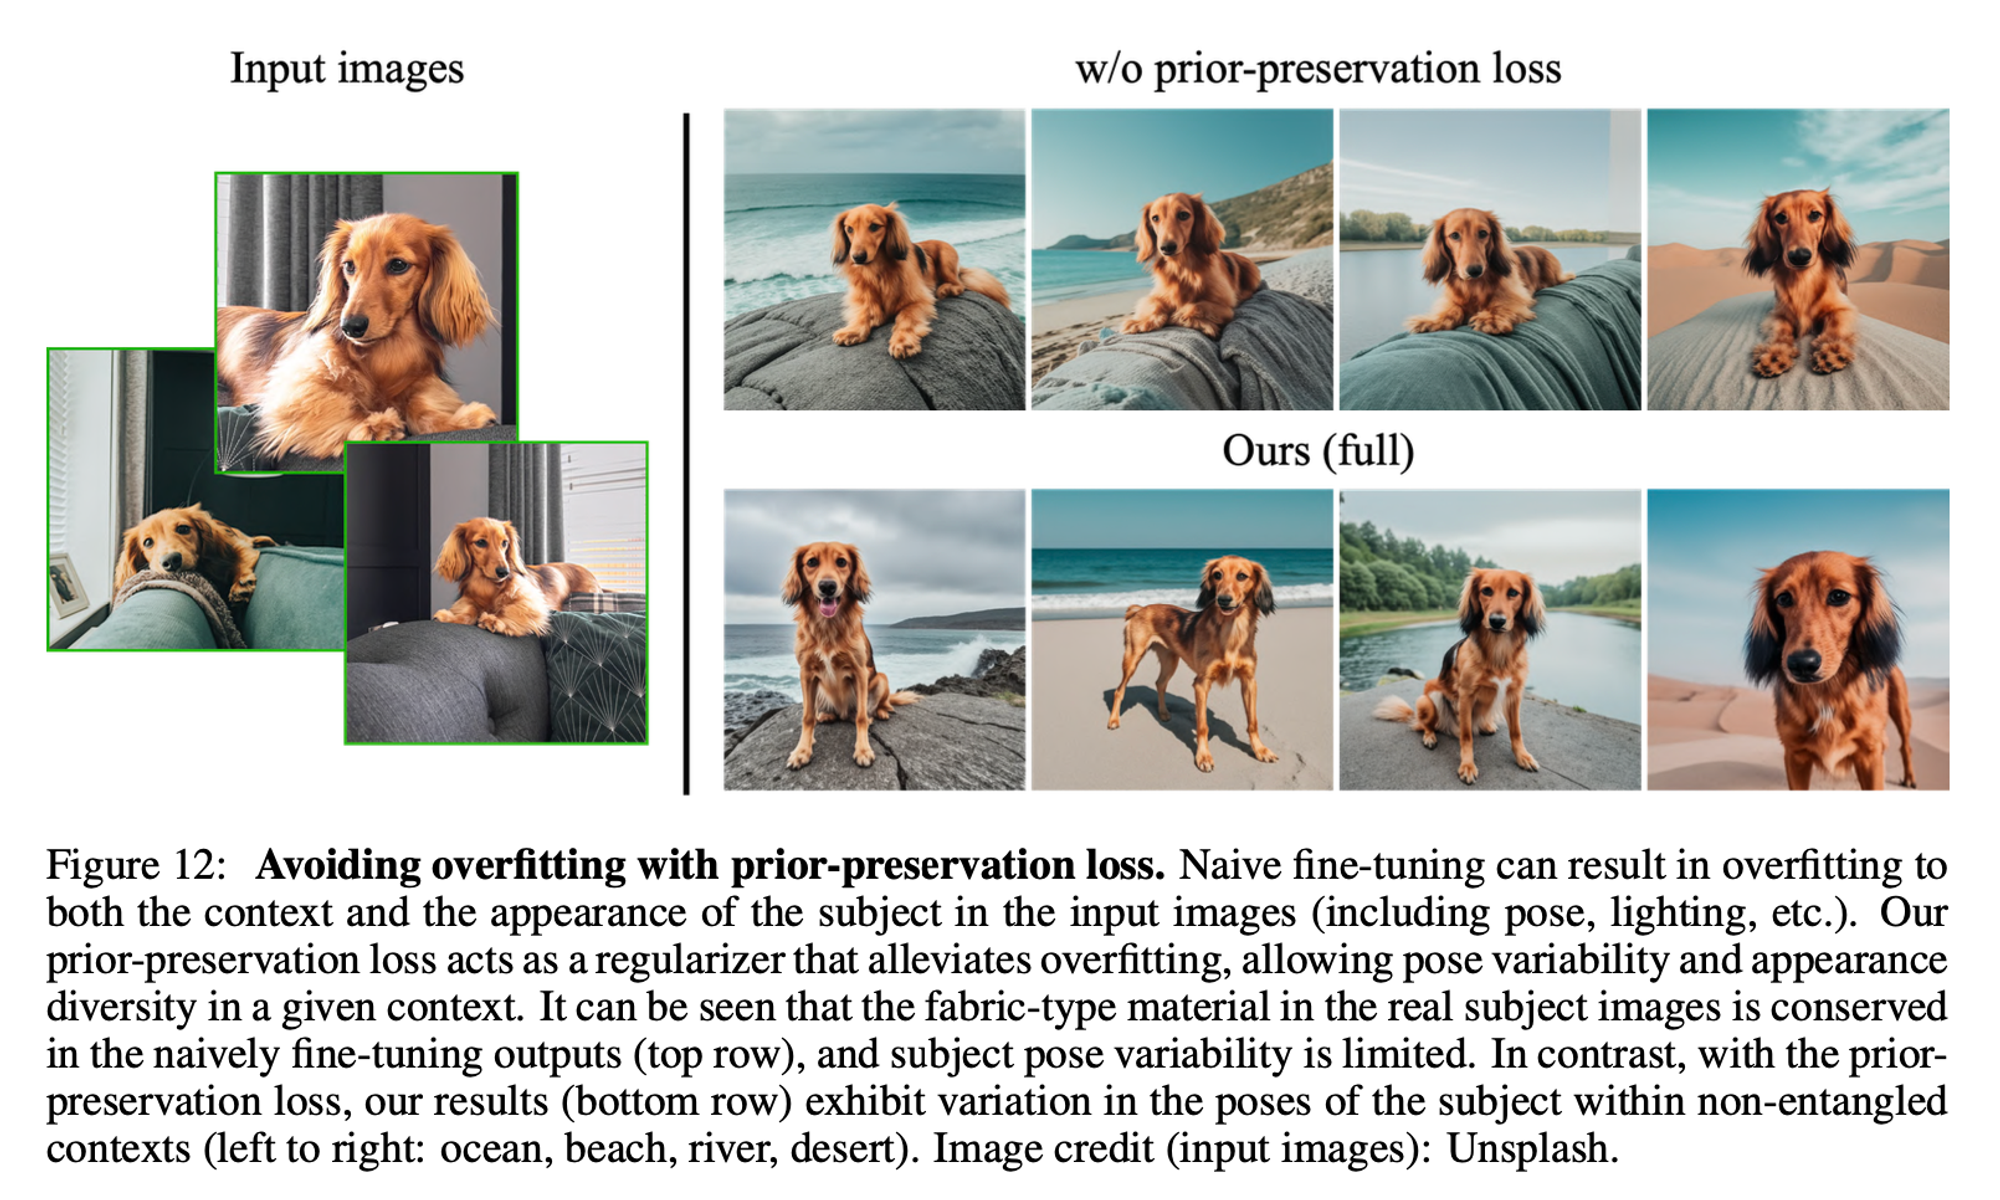 Input images
w/o prior-preservation loss
Ours (full)
Figure 12: Avoiding overfitting with prior-preservation loss. Naive fine-tuning can result in overfitting to
both the context and the appearance of the subject in the input images (including pose, lighting, etc.). Our
prior-preservation loss acts as a regularizer that alleviates overfitting, allowing pose variability and appearance
diversity in a given context. It can be seen that the fabric-type material in the real subject images is conserved
in the naively fine-tuning outputs (top row), and subject pose variability is limited. In contrast, with the prior-
preservation loss, our results (bottom row) exhibit variation in the poses of the subject within non-entangled
contexts (left to right: ocean, beach, river, desert). Image credit (input images): Unsplash.